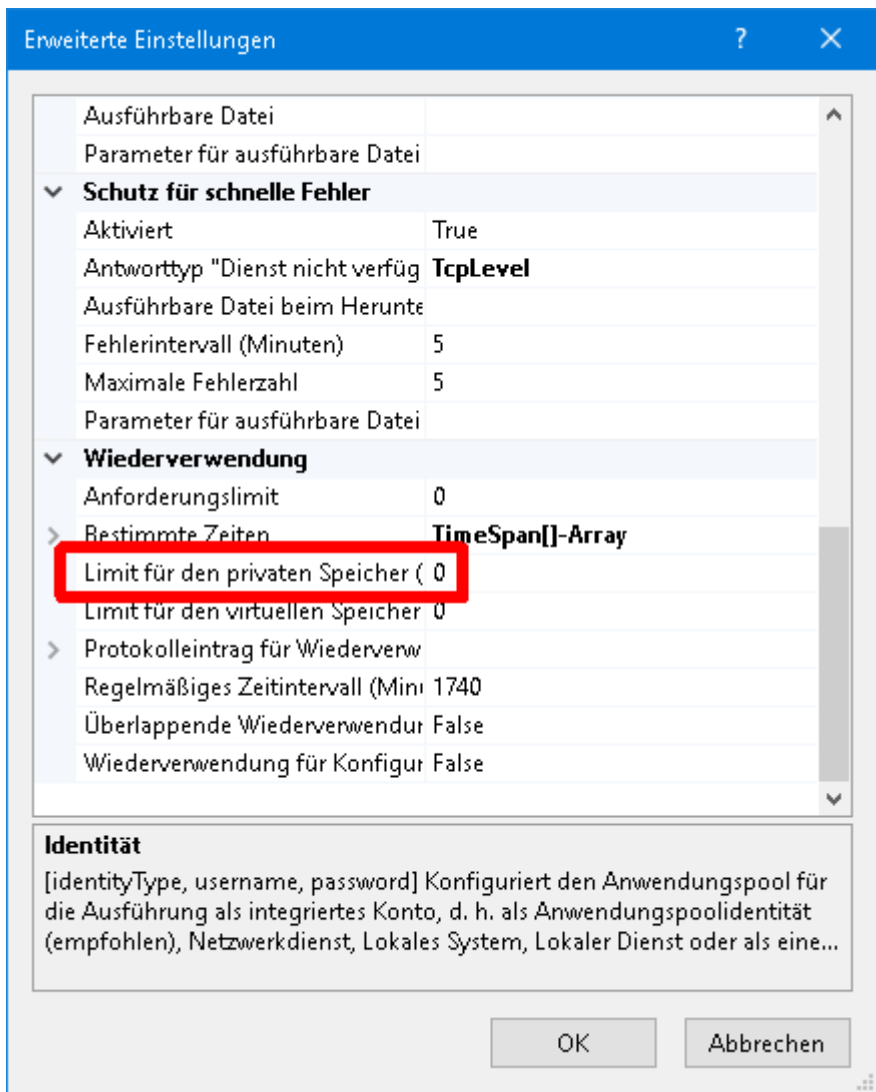 Erweiterte Einstellungen
Ausführbare Datei
Parameter für ausführbare Datei
Schutz für schnelle Fehler
Aktiviert True
Antworttyp "Dienst nicht verfüg TcpLevel
Ausführbare Datei beim Herunte
Fehlerintervall (Minuten) 5
Maximale Fehlerzahl 5
Parameter für ausführbare Datei
Wiederverwendung
Anforderungslimit 0
Bestimmte Zeiten TimeSpan[]-Array
Limit für den privaten Speicher ( 0
Limit für den virtuellen Speicher 0
Protokolleintrag für Wiederverw
Regelmäßiges Zeitintervall (Minu 1740
Überlappende Wiederverwendur False
Wiederverwendung für Konfigur False
Identität
[identityType, username, password] Konfiguriert den Anwendungspool für
die Ausführung als integriertes Konto, d. h. als Anwendungspoolidentität
(empfohlen), Netzwerkdienst, Lokales System, Lokaler Dienst oder als eine...
OK Abbrechen